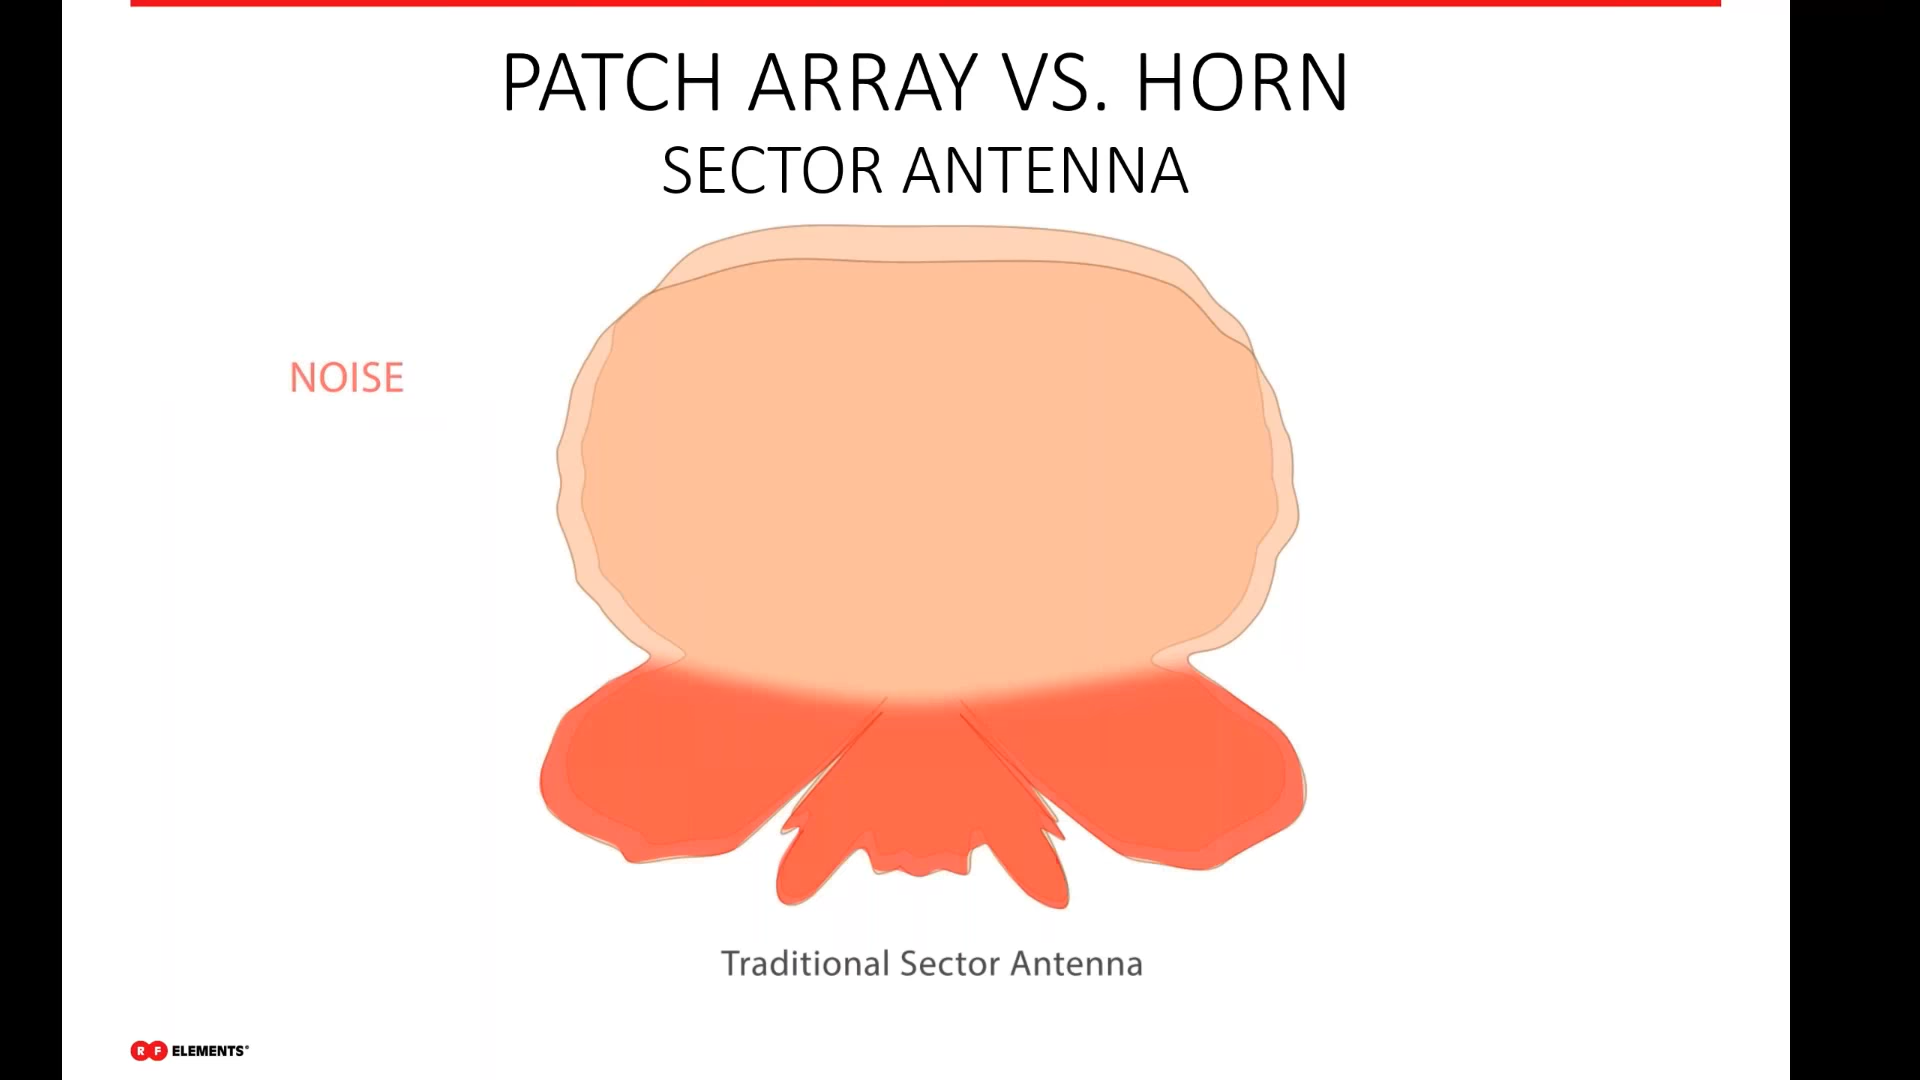 PATCH ARRAY VS. HORN
SECTOR ANTENNA
NOISE
Traditional Sector Antenna
RF ELEMENTS®